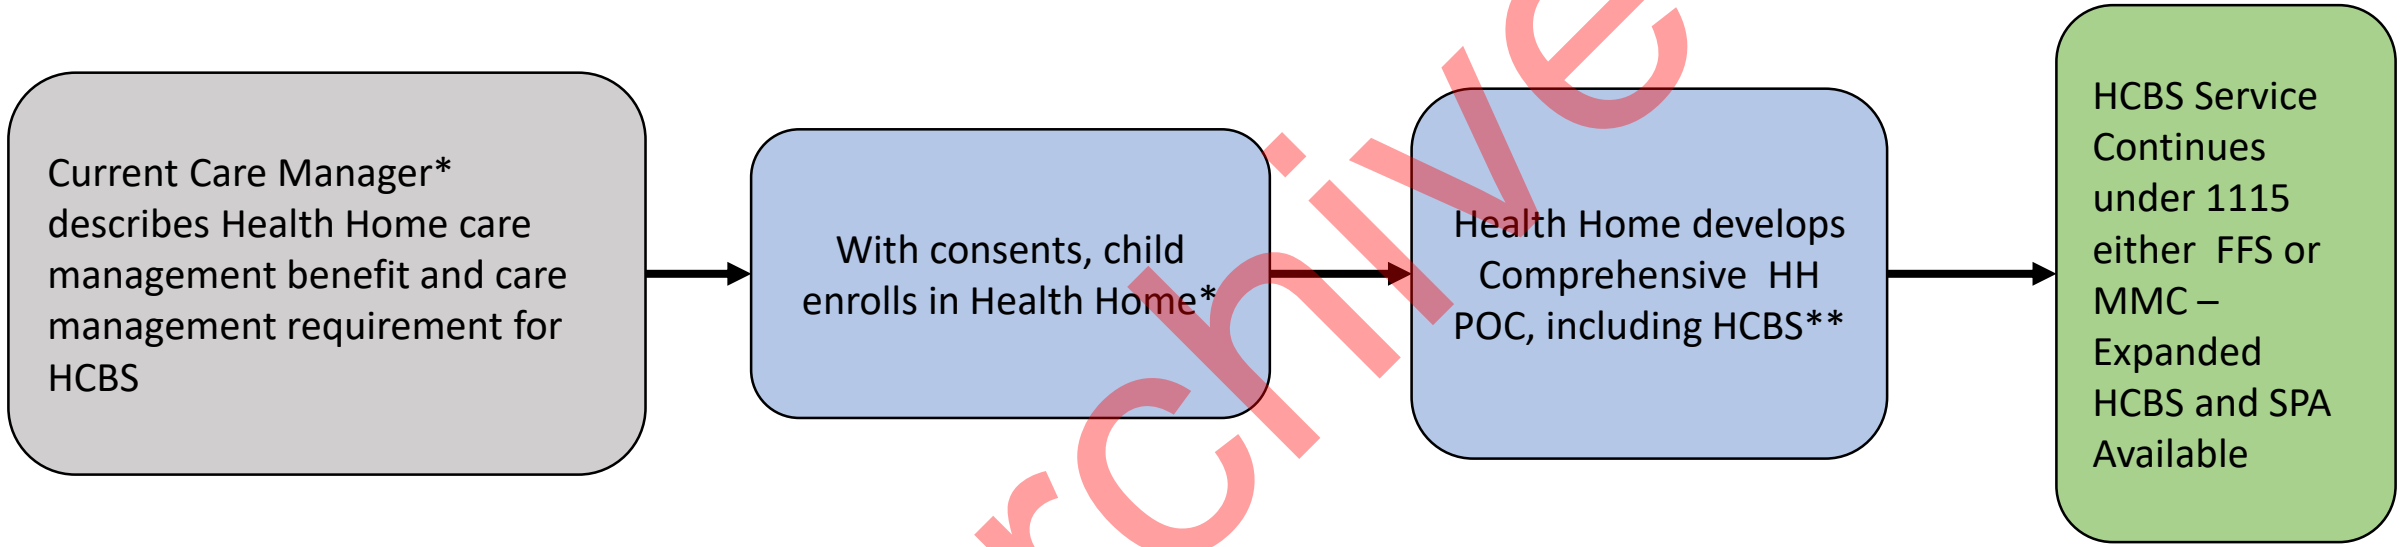 Current Care Manager*
describes Health Home care
management benefit and care
management requirement for
HCBS
With consents, child
enrolls in Health Home*
Health Home develops
Comprehensive HH
POC, including HCBS**
HCBS Service
Continues
under 1115
either FFS or
MMC –
Expanded
HCBS and SPA
Available
rchive